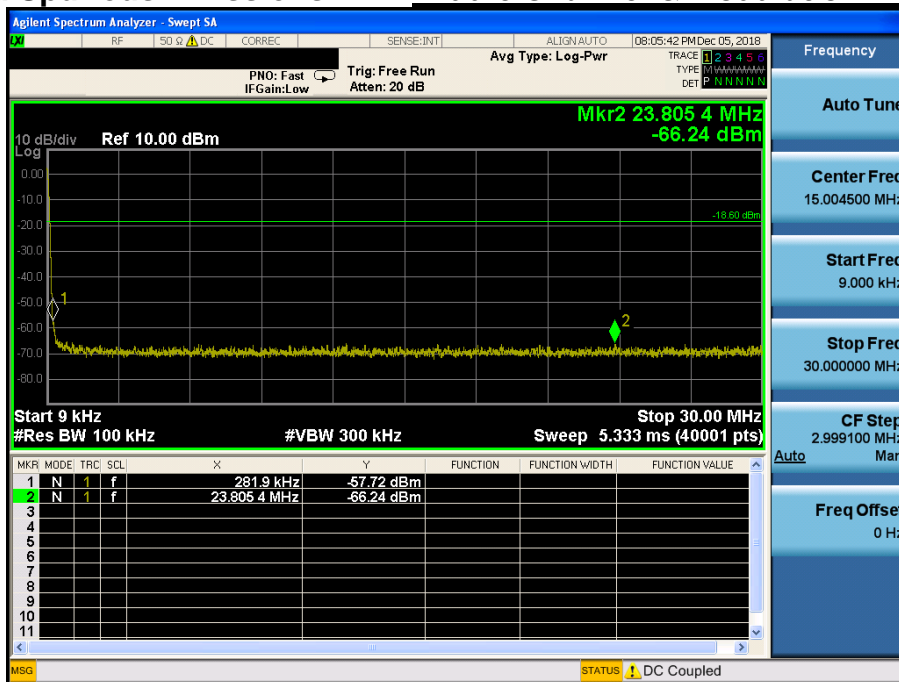 Agilent Spectrum Analyzer - Swept SA
LXI RF 50 Ω DC CORREC SENSE:INT ALIGN AUTO 08:05:42 PM Dec 05, 2018
Frequency
Avg Type: Log-Pwr
TRACE 1 2 3 4 5 6
PNO: Fast Trig: Free Run
TYPE M
IFGain:Low Atten: 20 dB
DET P N N N N N
Auto Tune
Mkr2 23.805 4 MHz
-66.24 dBm
10 dB/div Ref 10.00 dBm
Log
0.00
-10.0
-20.0
-30.0
-40.0
-50.0
-60.0
-70.0
-80.0
-18.60 dBm
1
2
Center Freq
15.004500 MHz
Start Freq
9.000 kHz
Stop Freq
30.000000 MHz
Start 9 kHz Stop 30.00 MHz
#Res BW 100 kHz #VBW 300 kHz Sweep 5.333 ms (40001 pts)
CF Step
2.999100 MHz
Auto Man
MKR MODE TRC SCL X Y FUNCTION FUNCTION WIDTH FUNCTION VALUE
1 N 1 f 281.9 kHz -57.72 dBm
2 N 1 f 23.805 4 MHz -66.24 dBm
3
4
5
6
7
8
9
10
11
Freq Offset
0 Hz
MSG STATUS DC Coupled